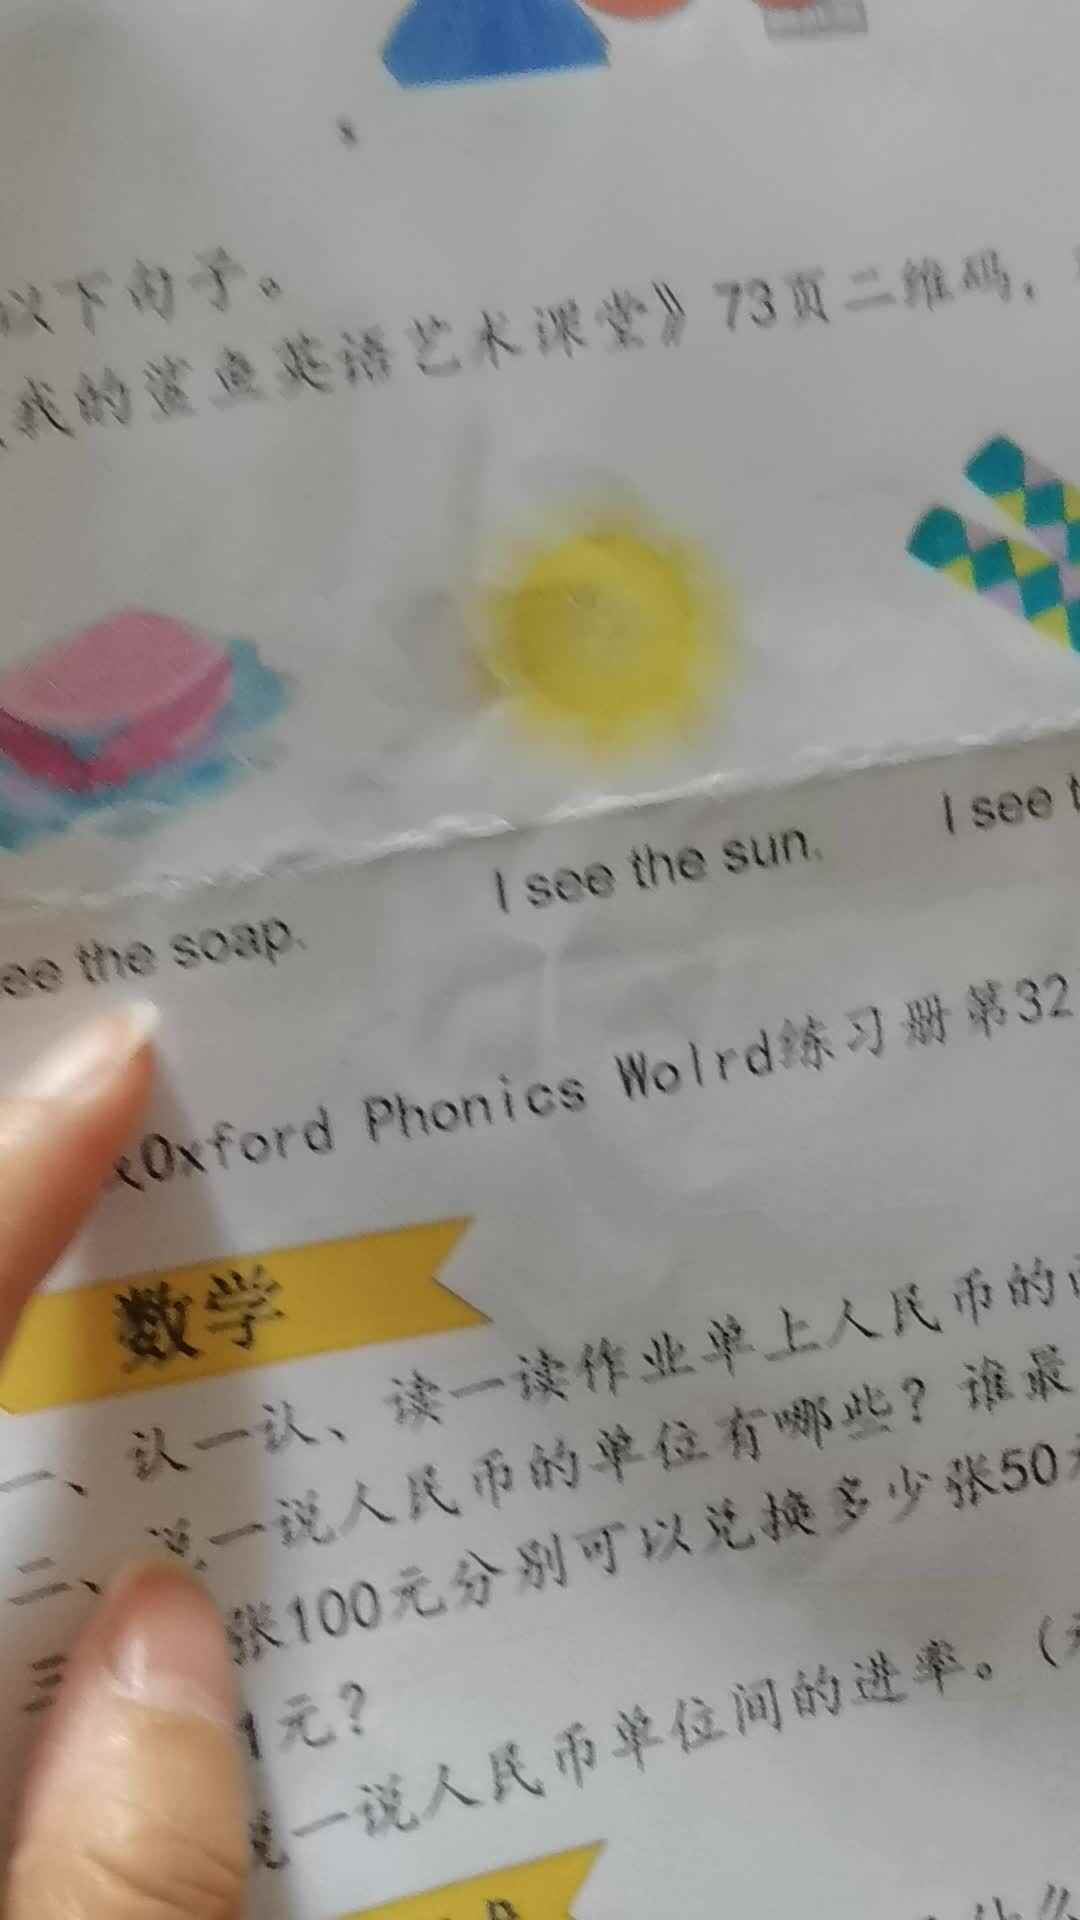 以下句子。
我的鲨鱼英语艺术课堂》73页二维码,
I see the sun.
I see
ee the soap.
Oxford Phonics Wolrd练习册第32
数学
一、认一认、读一读作业单上人民币的
二、说一说人民币的单位有哪些?谁最
张100元分别可以兑换多少张50
1元?
一说人民币单位间的进率。(
什么